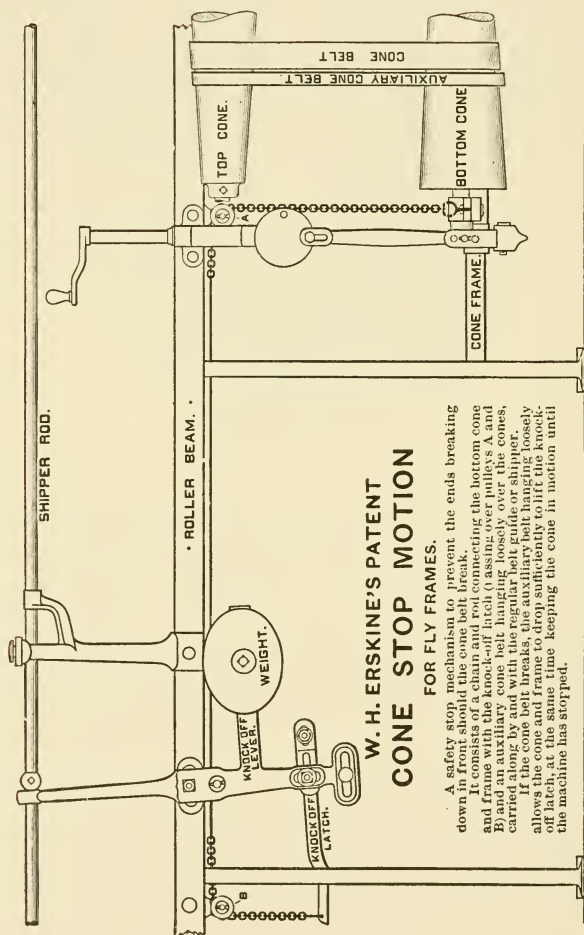 SHIPPER ROD.
ROLLER BEAM.
TOP CONE.
AUXILIARY CONE BELT.
CONE BELT
BOTTOM CONE
CONE FRAME.
A
WEIGHT.
KNOCK OFF
LEVER.
KNOCK OFF
LATCH.
B
W. H. ERSKINE'S PATENT
CONE STOP MOTION
FOR FLY FRAMES.
A safety stop mechanism to prevent the ends breaking
down in front should the cone belt break.
It consists of a chain and rod connecting the bottom cone
and frame with the knock-off latch (passing over pulleys A and
B) and an auxiliary cone belt hanging loosely over the cones,
carried along by and with the regular belt guide or shipper.
If the cone belt breaks, the auxiliary belt hanging loosely
allows the cone and frame to drop sufficiently to lift the knock-
off latch, at the same time keeping the cone in motion until
the machine has stopped.